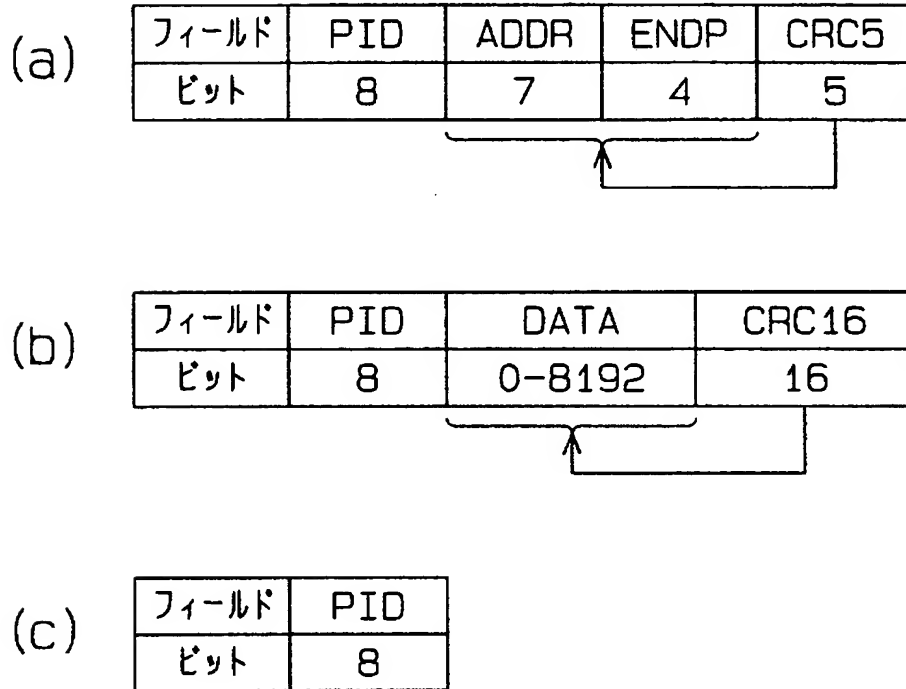 (a)
フィールド PID ADDR ENDP CRC5
ビット 8 7 4 5
(b)
フィールド PID DATA CRC16
ビット 8 0-8192 16
(c)
フィールド PID
ビット 8